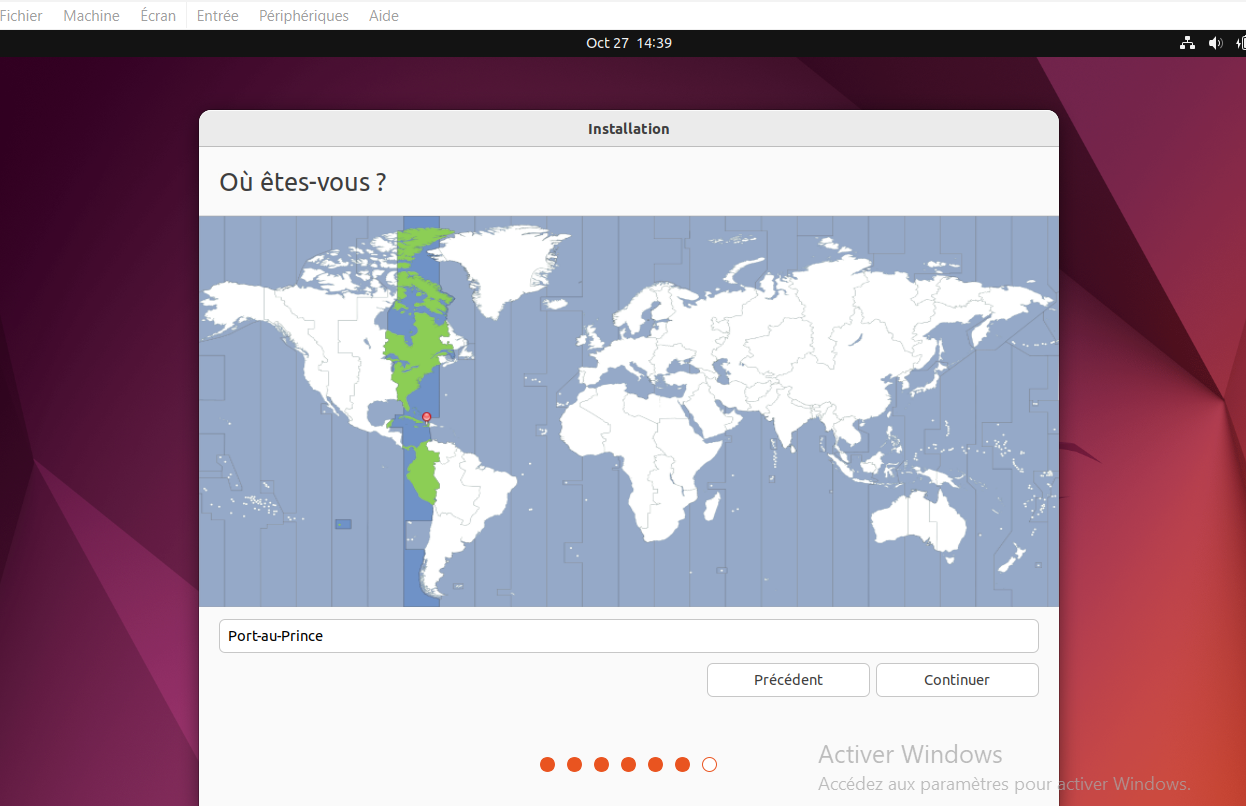 Fichier Machine Écran Entrée Périphériques Aide
Oct 27 14:39
Installation
Où êtes-vous ?
Port-au-Prince
Précédent Continuer
Activer Windows
Accédez aux paramètres pour activer Windows.